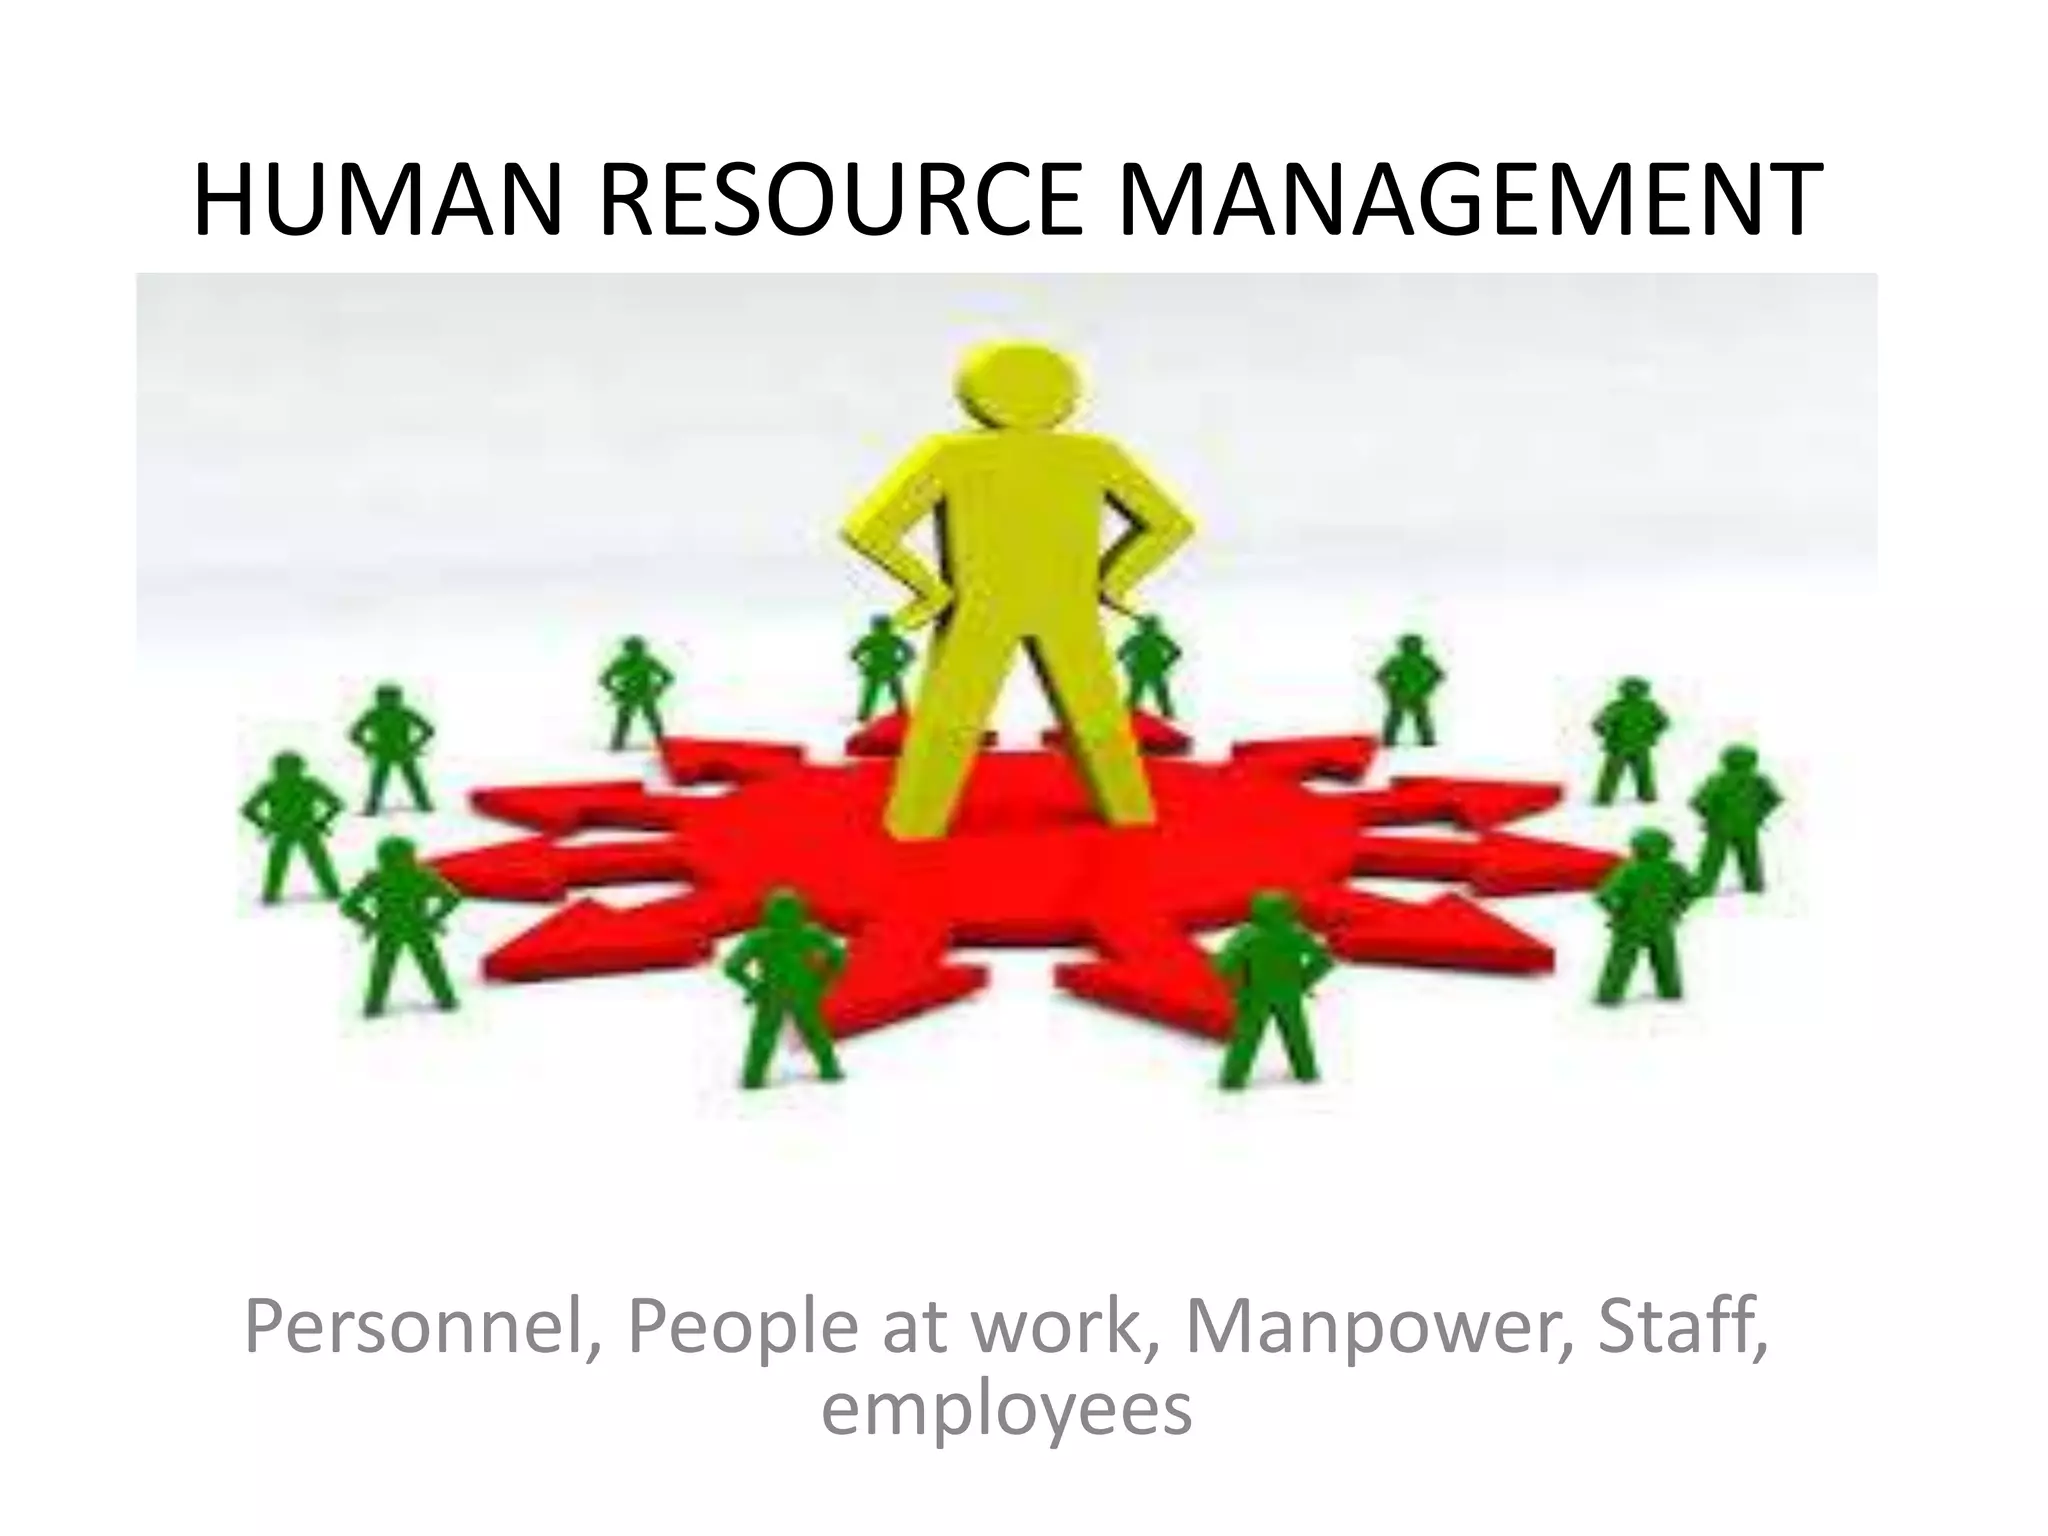 HUMAN RESOURCE MANAGEMENT
Personnel, People at work, Manpower, Staff,
employees